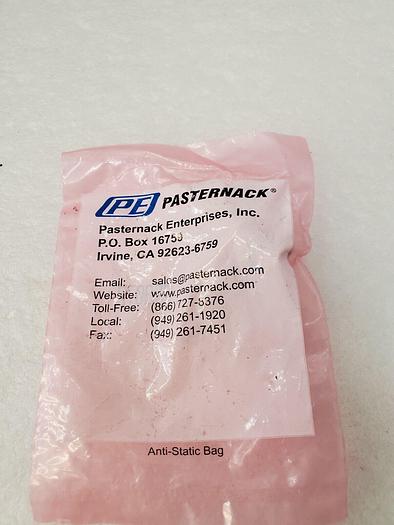 PE PASTERNACK®
Pasternack Enterprises, Inc.
P.O. Box 16759
Irvine, CA 92623-6759
Email: sales@pasternack.com
Website: www.pasternack.com
Toll-Free: (866) 727-8376
Local: (949) 261-1920
Fax: (949) 261-7451
Anti-Static Bag